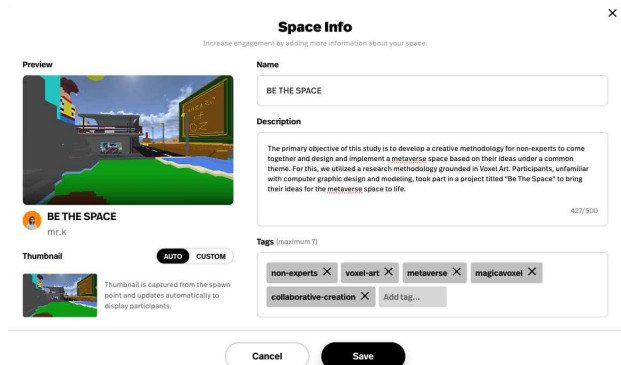 Space Info
Increase engagement by adding more information about your space.
Preview
WIZARD
OF
OZ
BE THE SPACE
mr.k
Thumbnail
AUTO CUSTOM
Thumbnail is captured from the spawn
point and updates automatically to
display participants.
Name
BE THE SPACE
Description
The primary objective of this study is to develop a creative methodology for non-experts to come
together and design and implement a metaverse space based on their ideas under a common
theme. For this, we utilized a research methodology grounded in Voxel Art. Participants, unfamiliar
with computer graphic design and modeling, took part in a project titled "Be The Space" to bring
their ideas for the metaverse space to life.
427/500
Tags (maximum 7)
non-experts X voxel-art X metaverse X magicavoxel X
collaborative-creation X Add tag...
Cancel Save